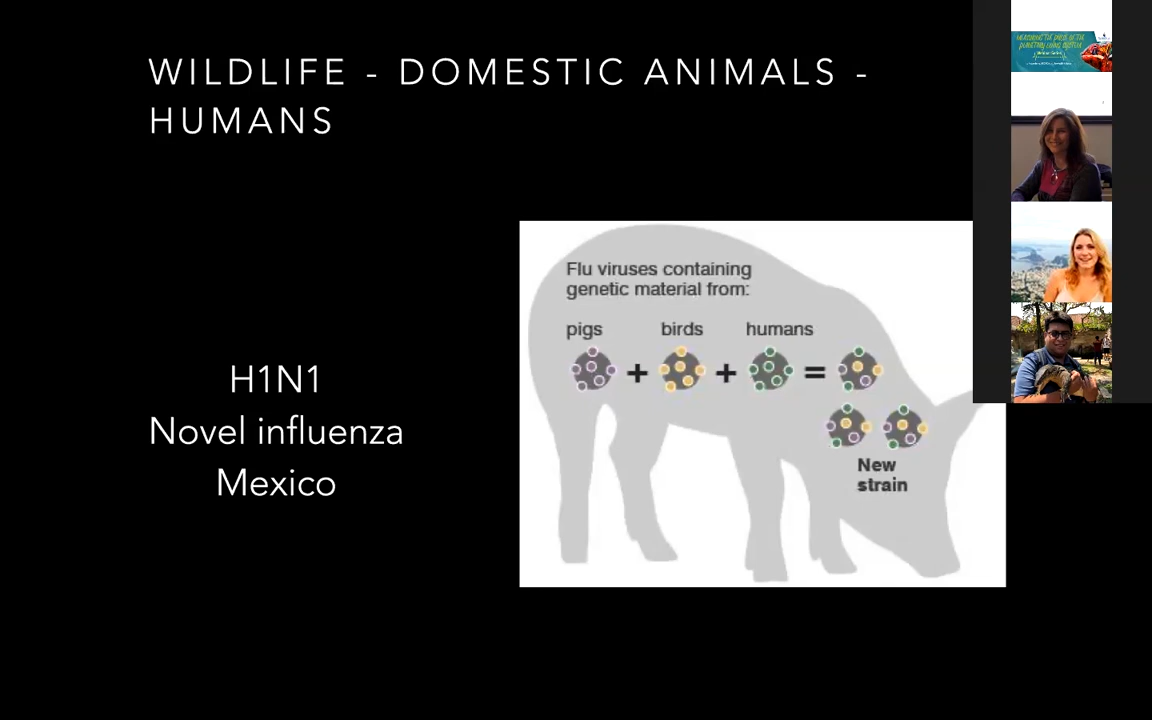 WILDLIFE - DOMESTIC ANIMALS -
HUMANS
H1N1
Novel influenza
Mexico
Flu viruses containing
genetic material from:
pigs birds humans
+ + =
New
strain